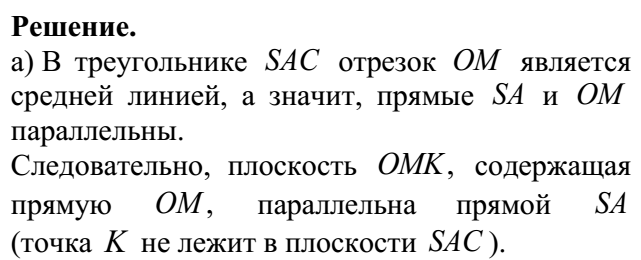 Решение.
а) В треугольнике SAC отрезок OM является
средней линией, а значит, прямые SA и OM
параллельны.
Следовательно, плоскость OMK, содержащая
прямую OM, параллельна прямой SA
(точка K не лежит в плоскости SAC).